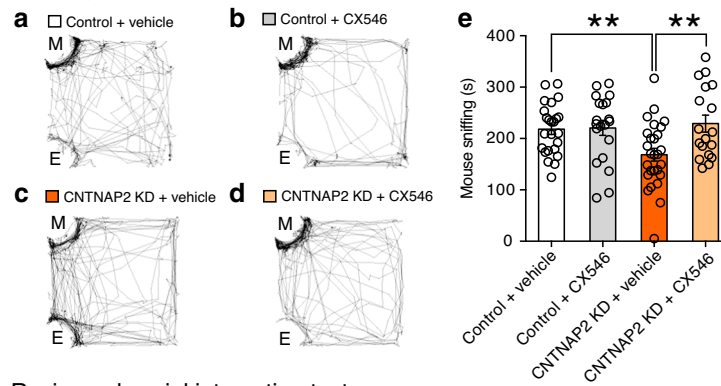 a Control + vehicle
M
E
b Control + CX546
M
E
c CNTNAP2 KD + vehicle
M
E
d CNTNAP2 KD + CX546
M
E
e
** **
Mouse sniffing (s)
400
300
200
100
0
Control + vehicle
Control + CX546
CNTNAP2 KD + vehicle
CNTNAP2 KD + CX546